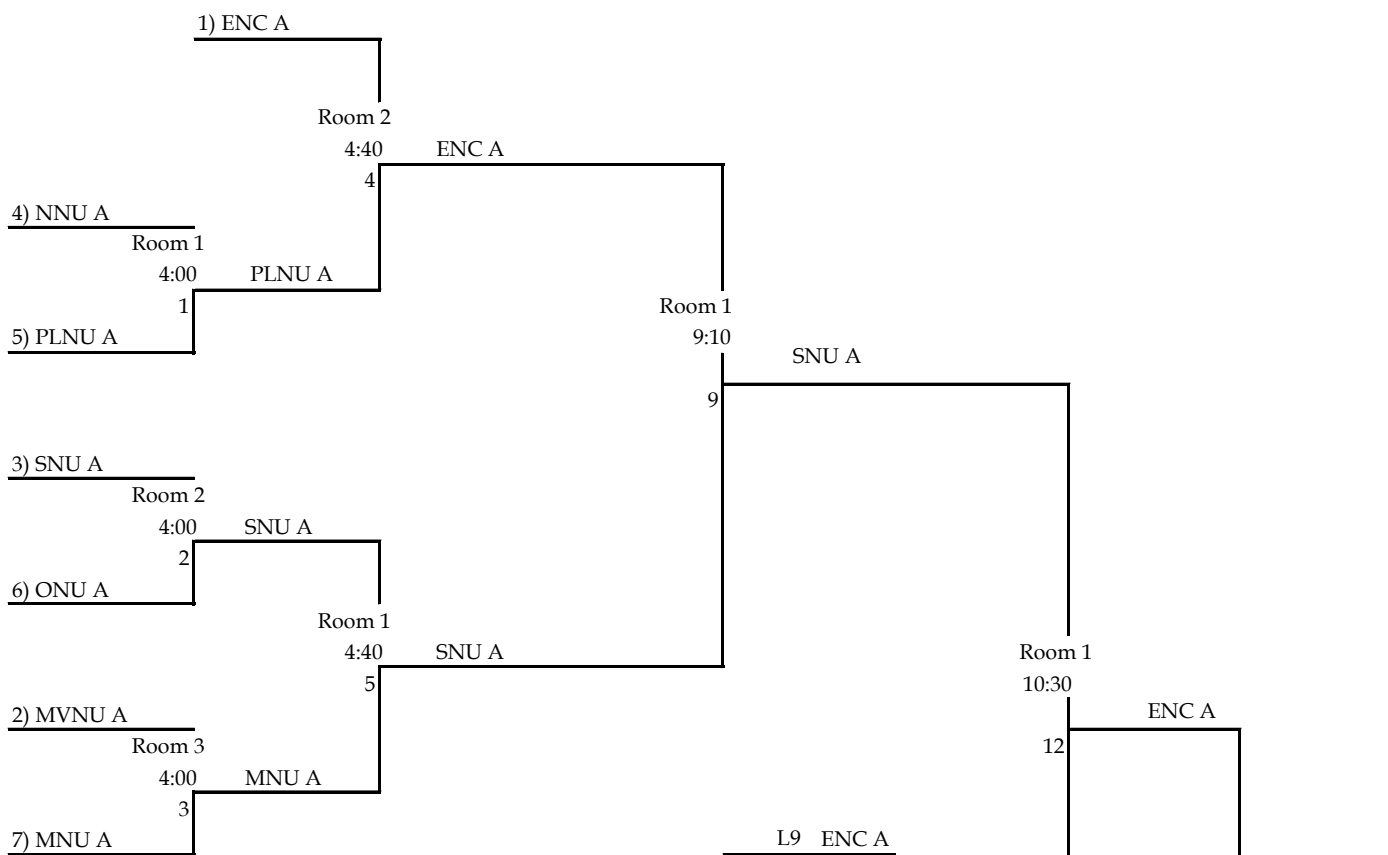 1) ENC A
Room 2
4:40
ENC A
4
4) NNU A
Room 1
4:00
PLNU A
1
5) PLNU A
Room 1
9:10
SNU A
9
3) SNU A
Room 2
4:00
SNU A
2
6) ONU A
Room 1
4:40
SNU A
5
Room 1
10:30
ENC A
12
2) MVNU A
Room 3
4:00
MNU A
3
7) MNU A
L9 ENC A